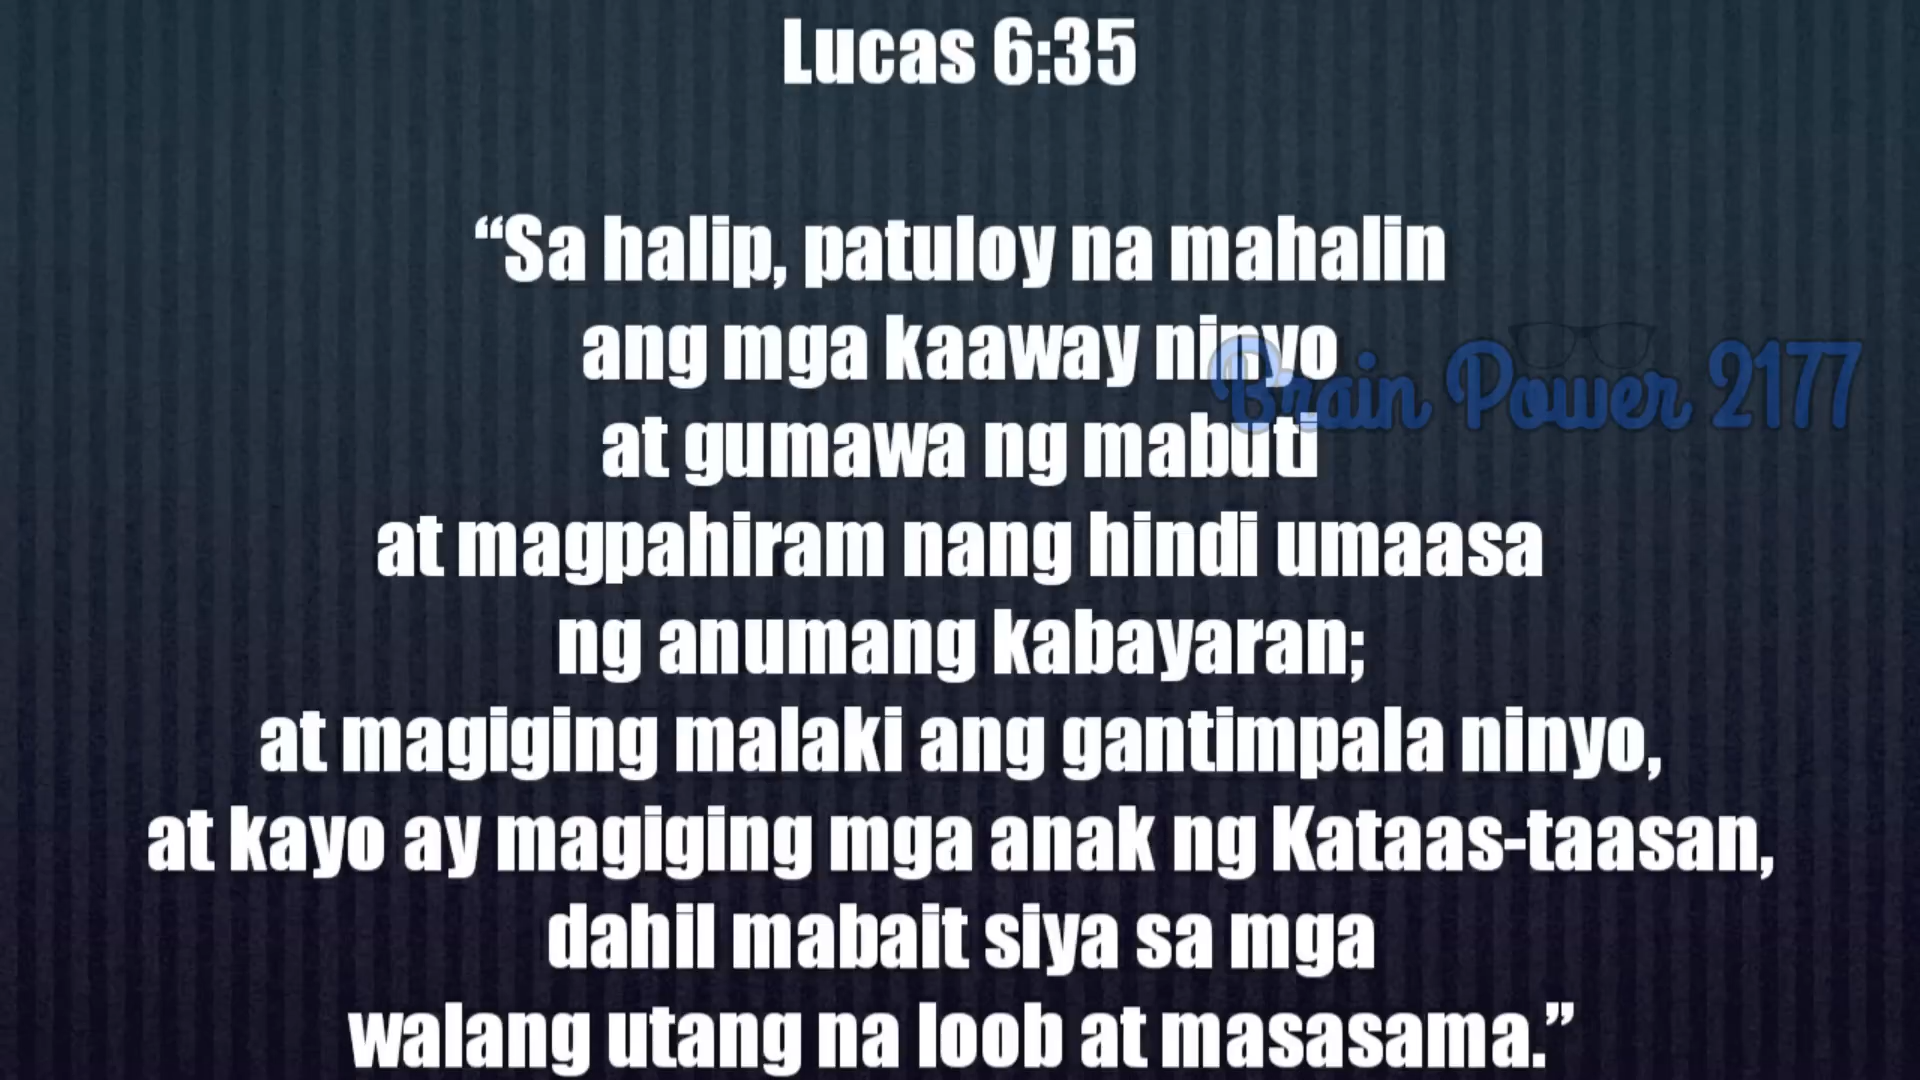 Lucas 6:35
“Sa halip, patuloy na mahalin
ang mga kaaway ninyo
Brain Power 2177
at gumawa ng mabuti
at magpahiram nang hindi umaasa
ng anumang kabayaran;
at magiging malaki ang gantimpala ninyo,
at kayo ay magiging mga anak ng Kataas-taasan,
dahil mabait siya sa mga
walang utang na loob at masasama.”